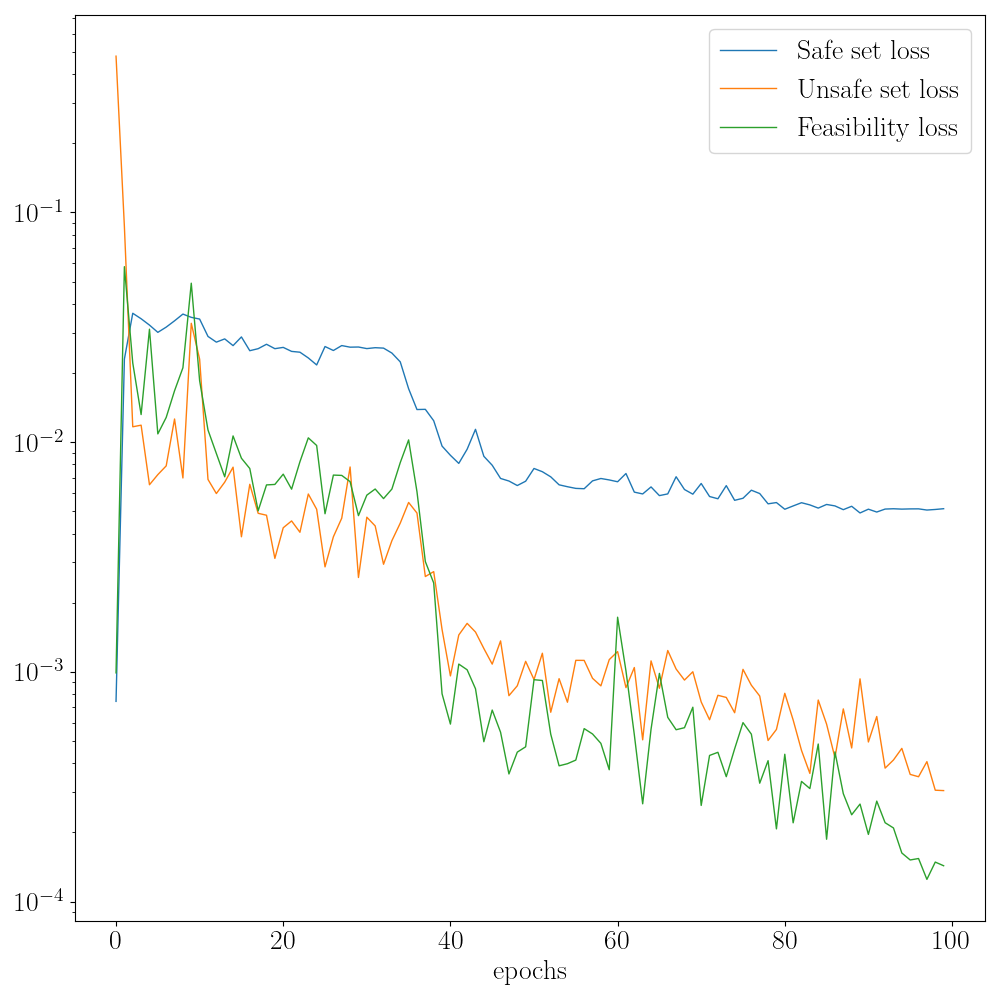 Safe set loss
Unsafe set loss
Feasibility loss
10⁻¹
10⁻²
10⁻³
10⁻⁴
0 20 40 60 80 100
epochs